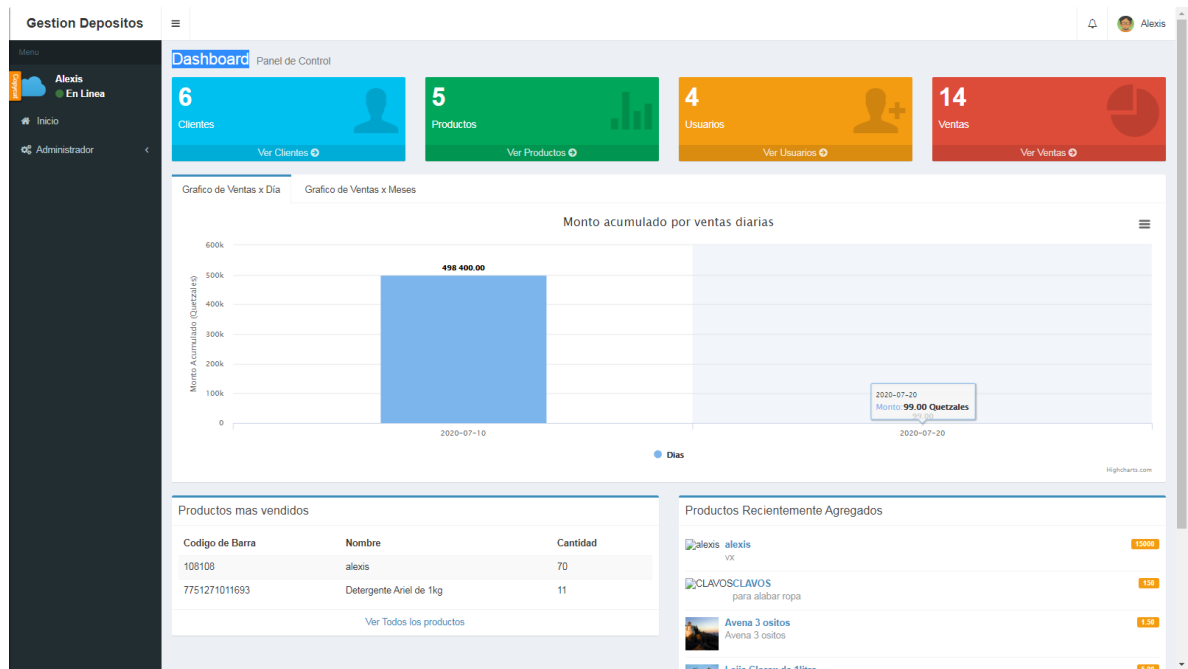 Gestion Depositos
Alexis
Menu
Alexis
En Linea
Copycat
Inicio
Administrador
Dashboard Panel de Control
6
Clientes
Ver Clientes
5
Productos
Ver Productos
4
Usuarios
Ver Usuarios
14
Ventas
Ver Ventas
Grafico de Ventas x Día Grafico de Ventas x Meses
Monto acumulado por ventas diarias
Monto Acumulado (Quetzales)
600k
500k
400k
300k
200k
100k
0
498 400.00
2020-07-20
Monto: 99.00 Quetzales
99.00
2020-07-10 2020-07-20
Dias
Highcharts.com
Productos mas vendidos
Codigo de Barra Nombre Cantidad
108108 alexis 70
7751271011693 Detergente Ariel de 1kg 11
Ver Todos los productos
Productos Recientemente Agregados
alexis alexis 15000
vx
CLAVOS CLAVOS 150
para alabar ropa
Avena 3 ositos 1.50
Avena 3 ositos